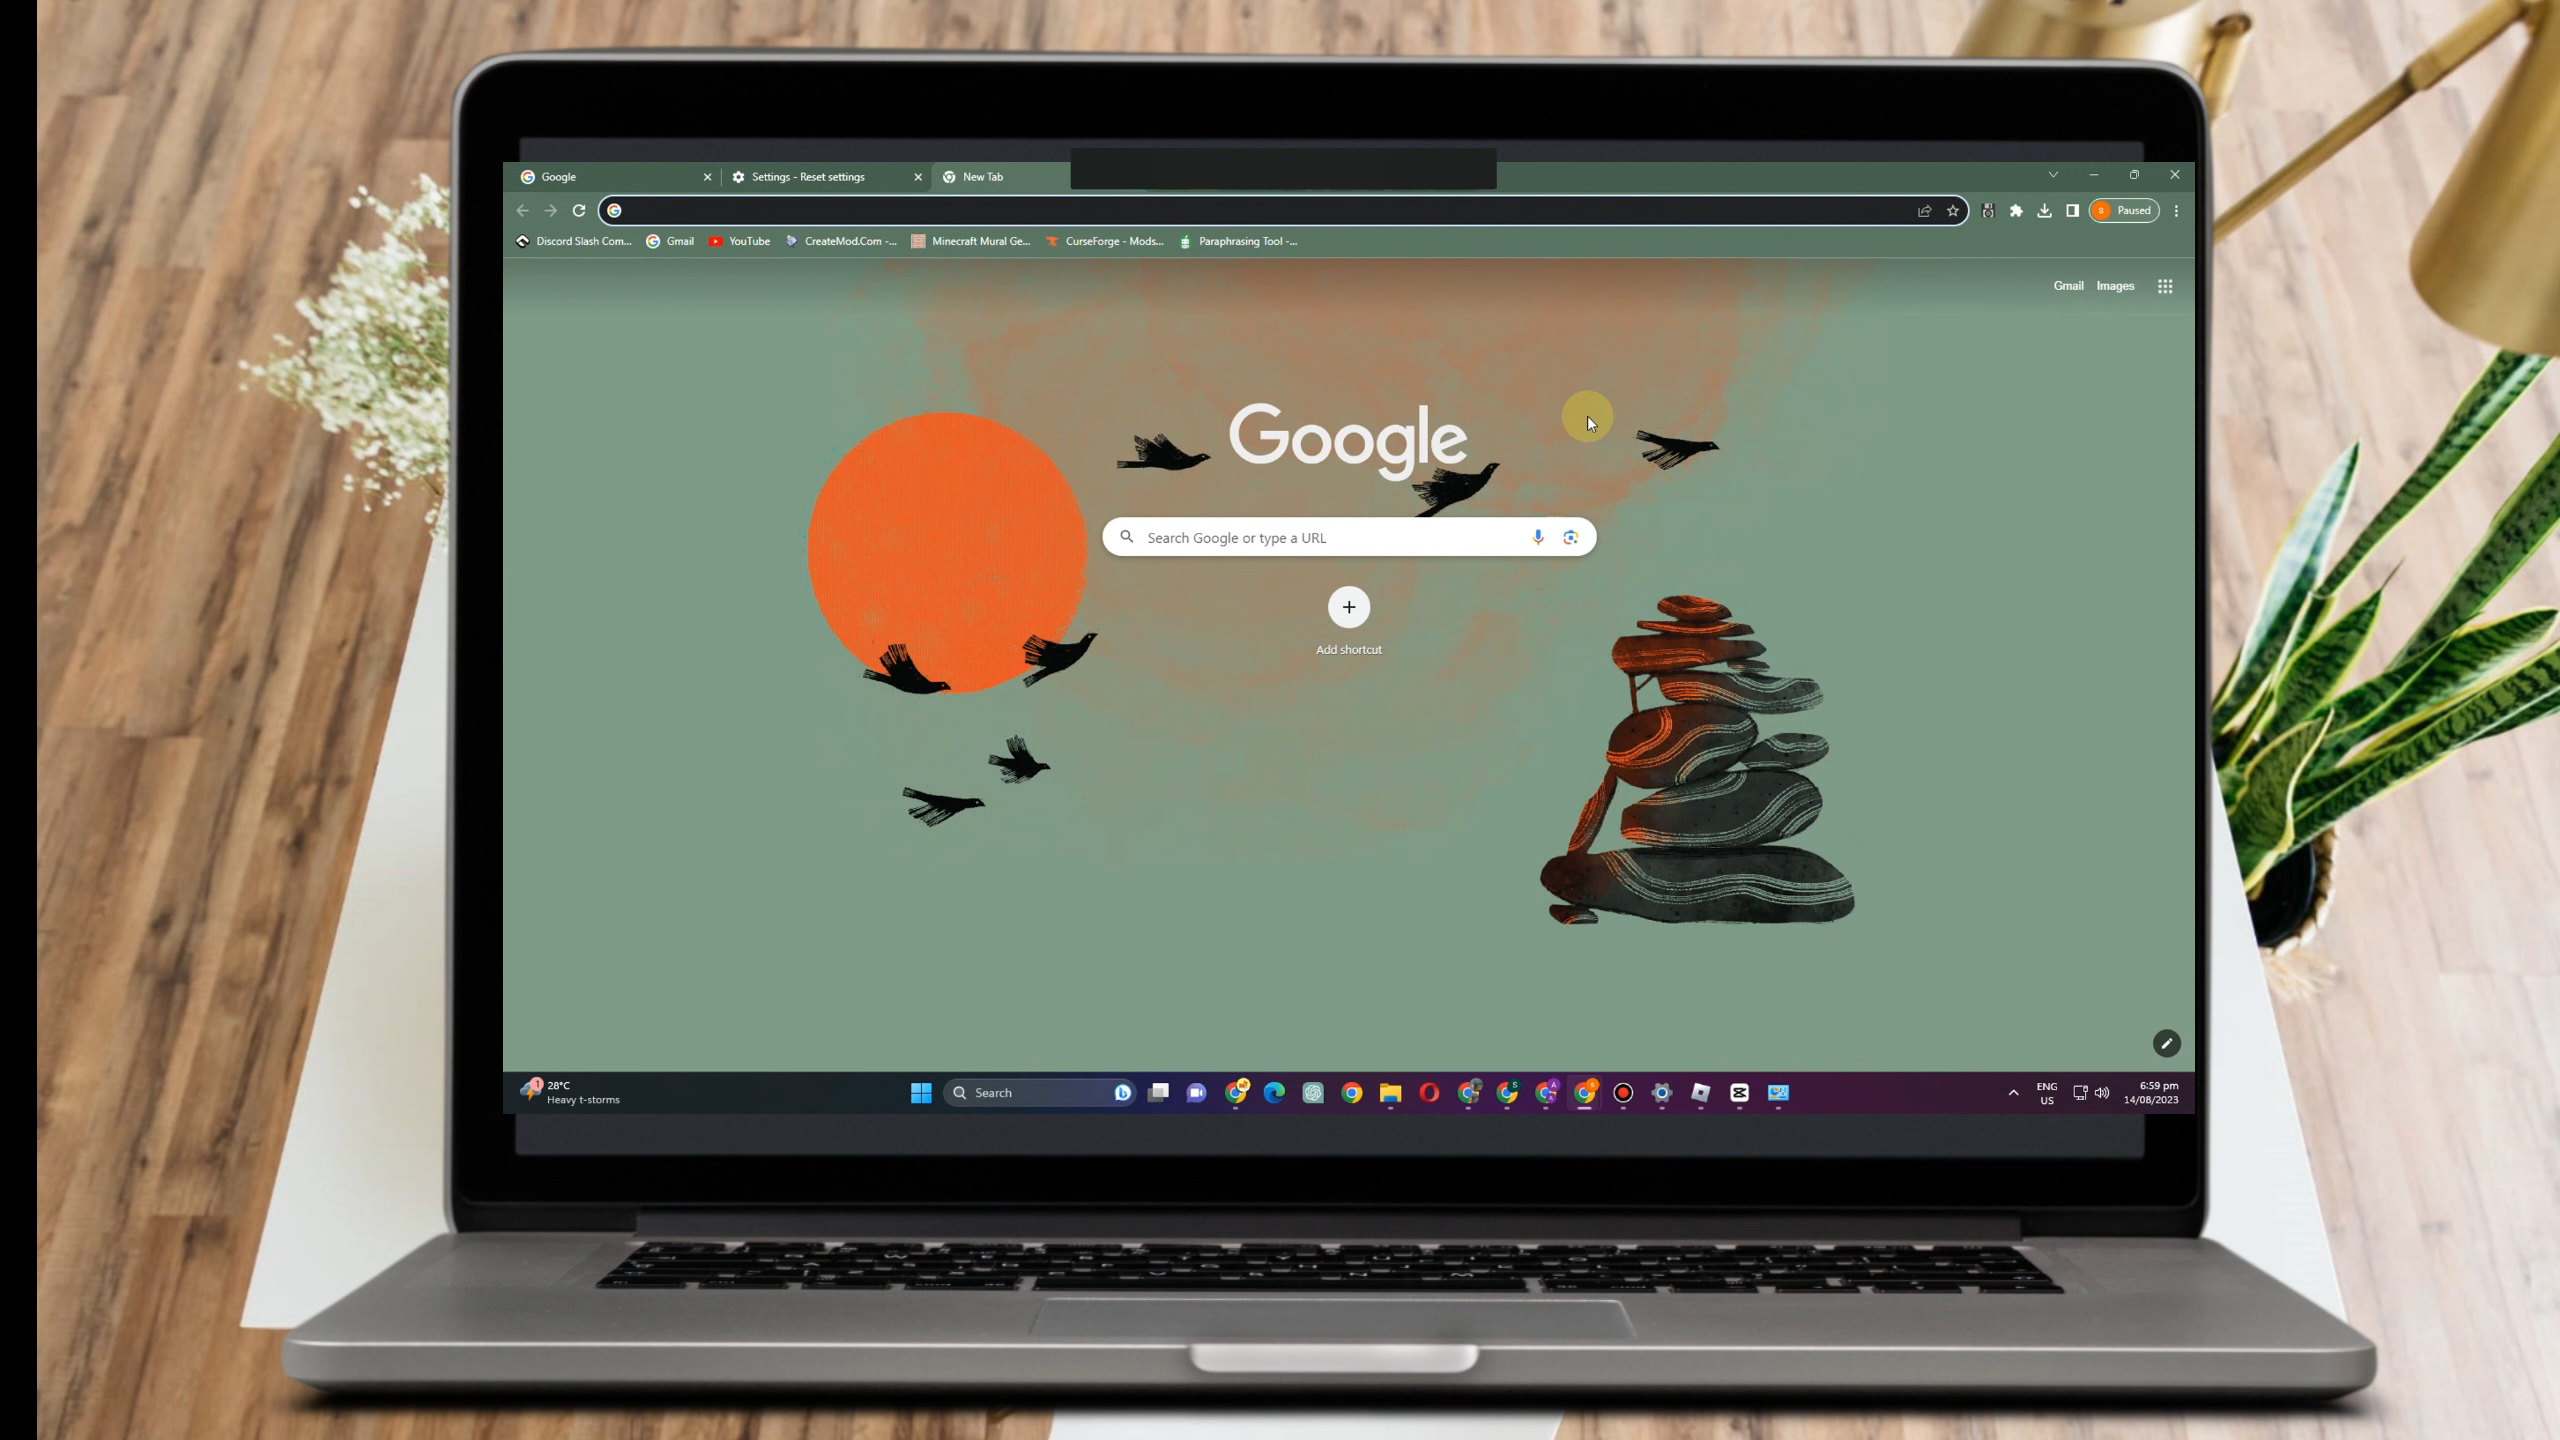 Google
Settings - Reset settings
New Tab
Paused
Discord Slash Com...
Gmail
YouTube
CreateMod.Com -...
Minecraft Mural Ge...
CurseForge - Mods...
Paraphrasing Tool -...
Gmail
Images
Google
Search Google or type a URL
Add shortcut
28°C
Heavy t-storms
Search
ENG
US
6:59 pm
14/08/2023